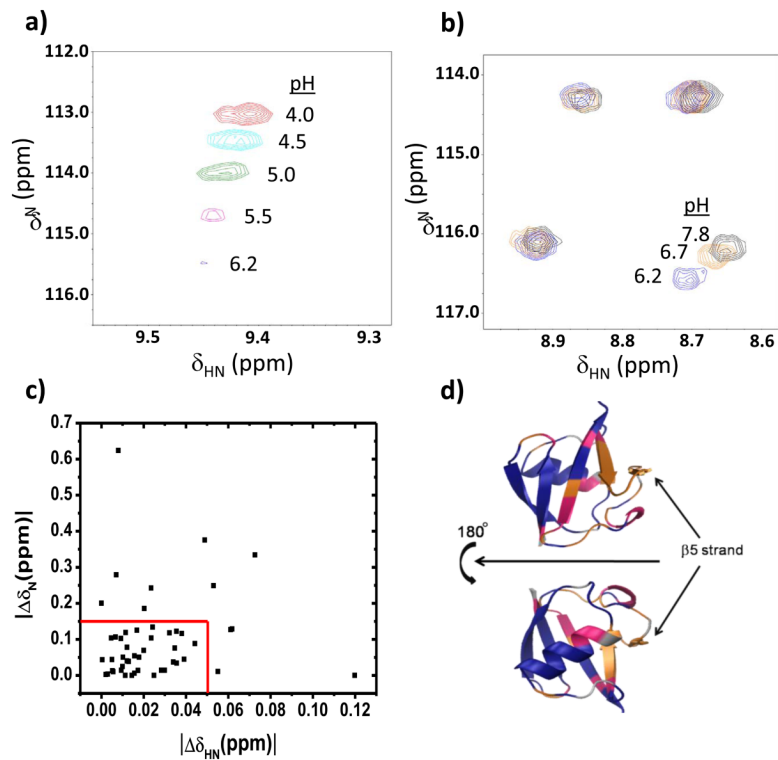 a)
112.0
113.0
114.0
115.0
116.0
δN (ppm)
pH
4.0
4.5
5.0
5.5
6.2
9.5
9.4
9.3
δHN (ppm)
b)
114.0
115.0
116.0
117.0
δN (ppm)
pH
7.8
6.7
6.2
8.9
8.8
8.7
8.6
δHN (ppm)
c)
0.7
0.6
0.5
0.4
0.3
0.2
0.1
0.0
|ΔδN(ppm)|
0.00 0.02 0.04 0.06 0.08 0.10 0.12
|ΔδHN(ppm)|
d)
180°
β5 strand